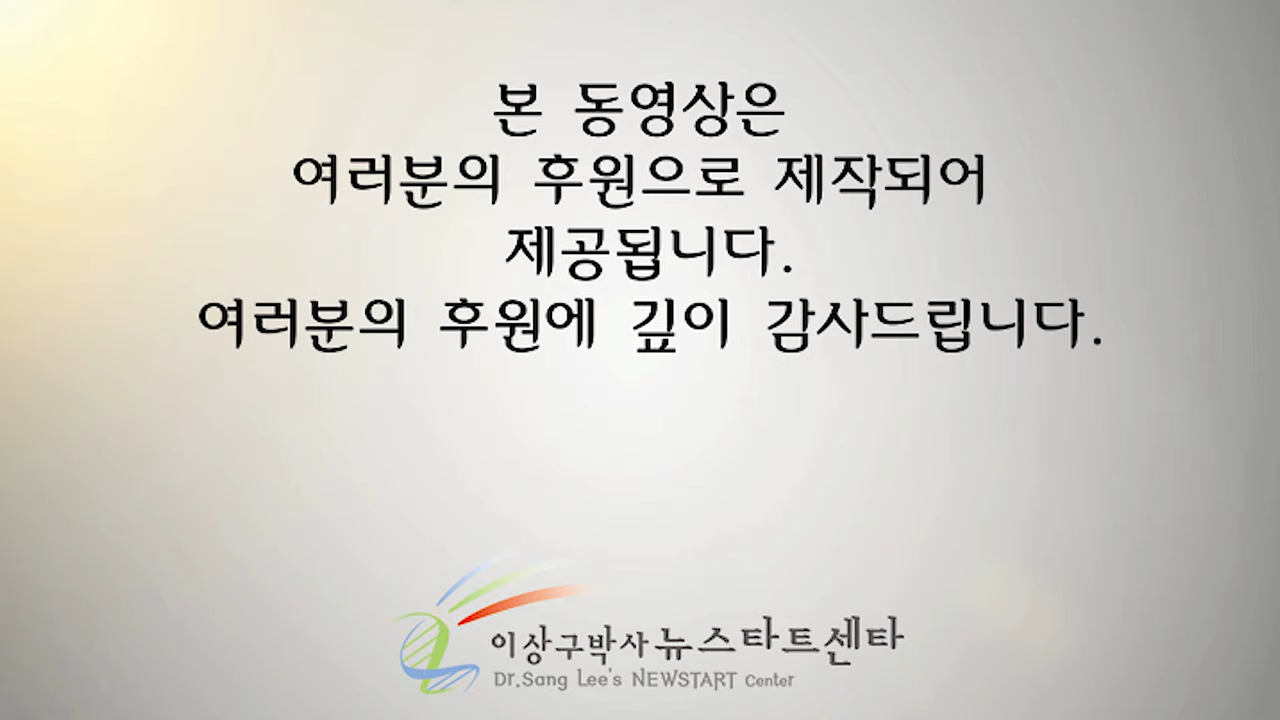 본 동영상은
여러분의 후원으로 제작되어
제공됩니다.
여러분의 후원에 깊이 감사드립니다.
이상구박사 뉴스타트센타
Dr.Sang Lee's NEWSTART Center